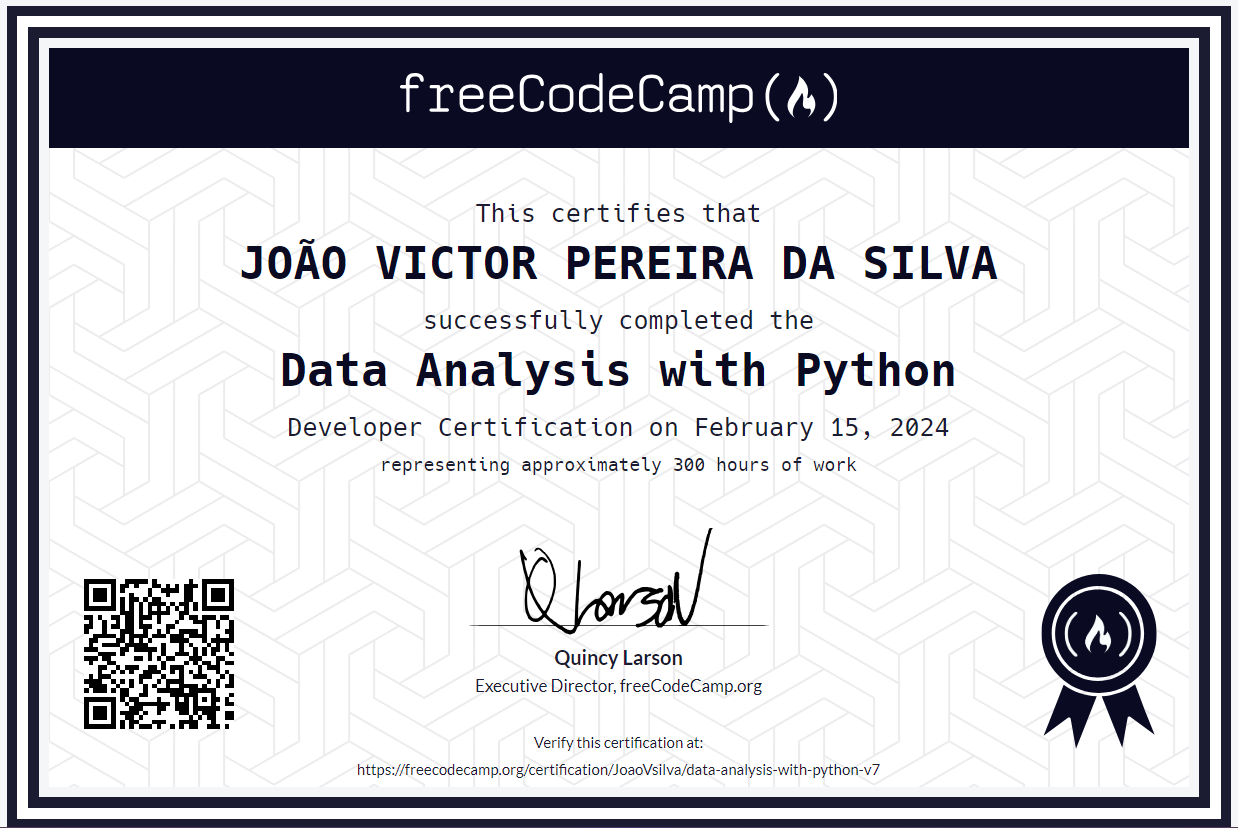 freeCodeCamp
This certifies that
JOÃO VICTOR PEREIRA DA SILVA
successfully completed the
Data Analysis with Python
Developer Certification on February 15, 2024
representing approximately 300 hours of work
Q Larson
Quincy Larson
Executive Director, freeCodeCamp.org
Verify this certification at:
https://freecodecamp.org/certification/JoaoVsilva/data-analysis-with-python-v7